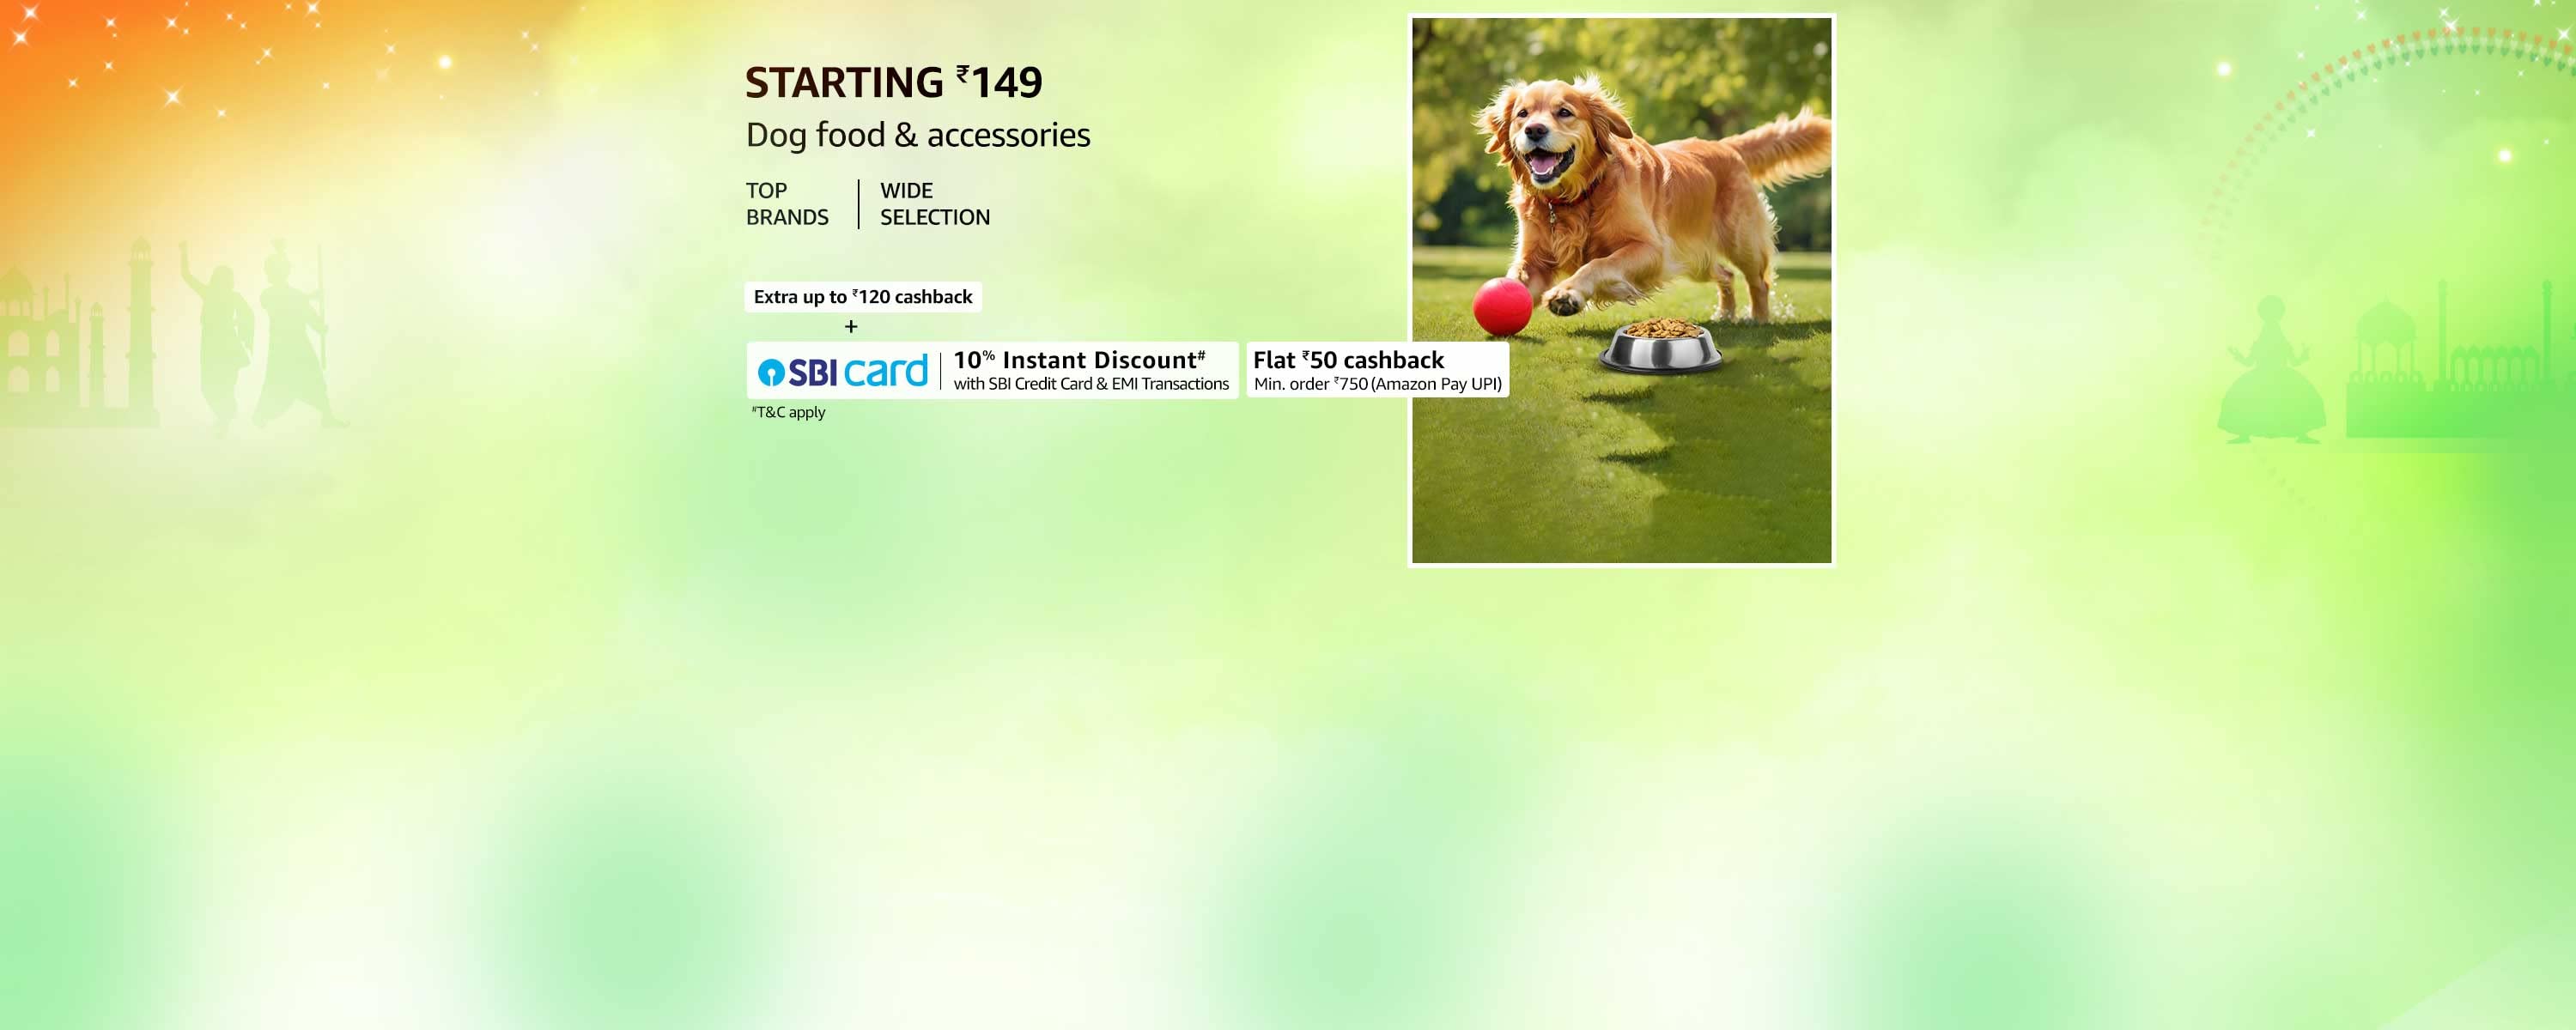 STARTING ₹149
Dog food & accessories
TOP
BRANDS
WIDE
SELECTION
Extra up to ₹120 cashback
+
SBI card
10% Instant Discount#
with SBI Credit Card & EMI Transactions
Flat ₹50 cashback
Min. order ₹750 (Amazon Pay UPI)
#T&C apply